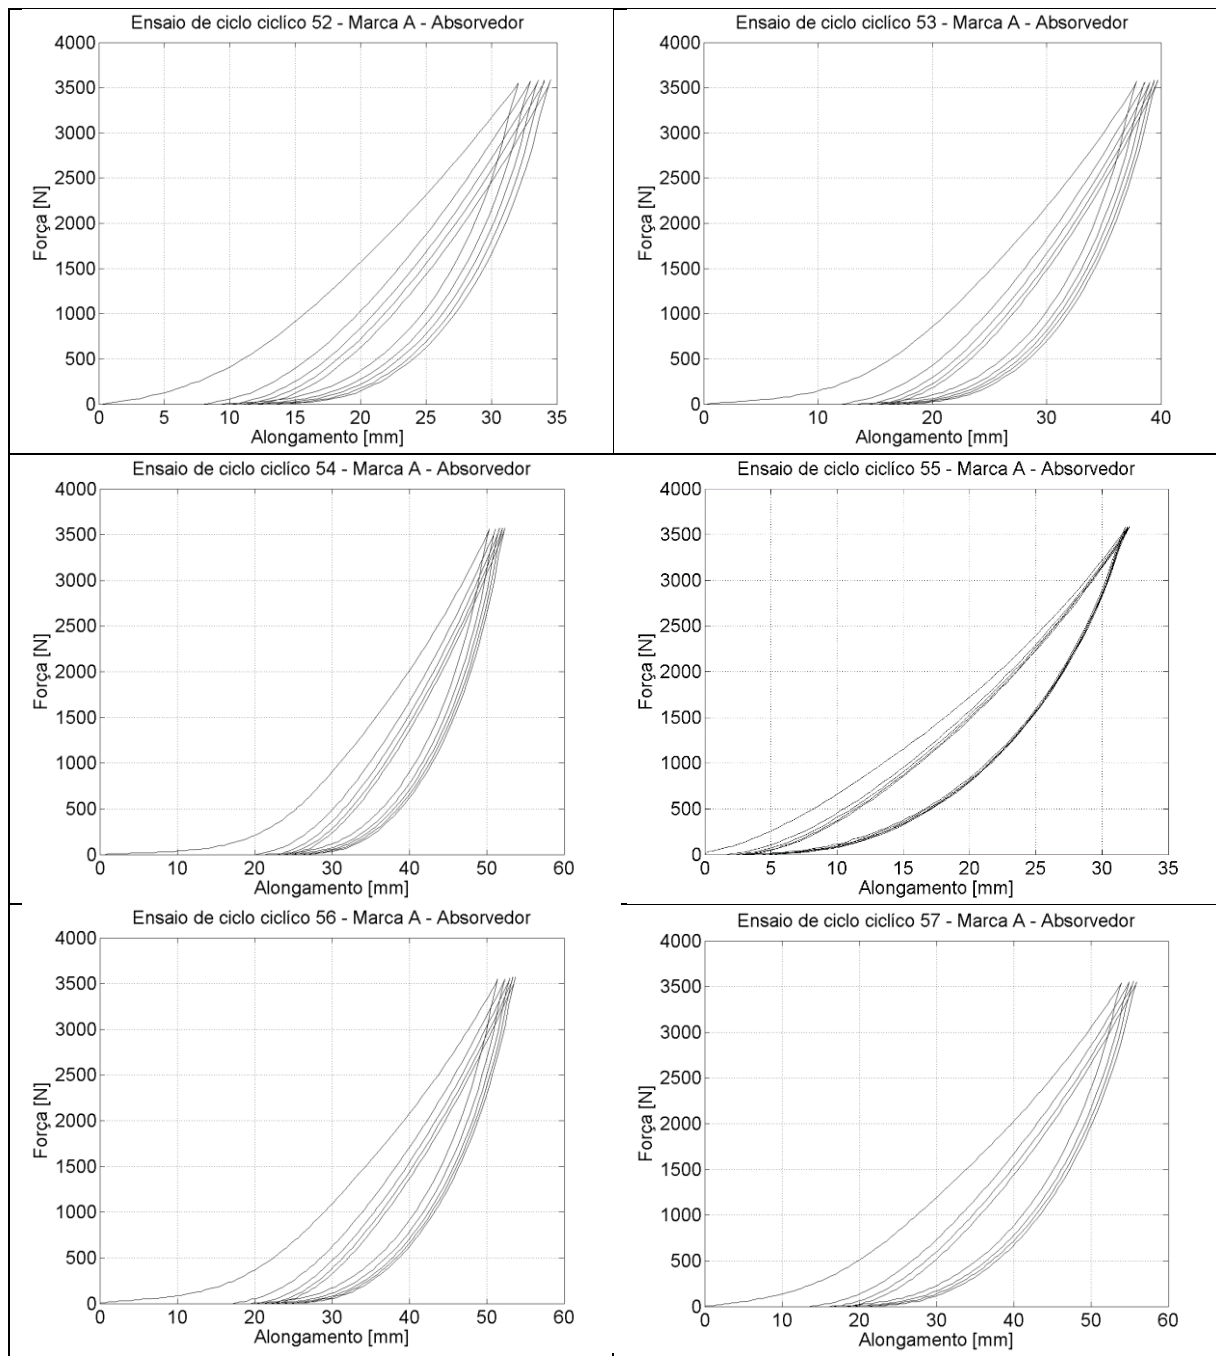 Ensaio de ciclo ciclíco 52 - Marca A - Absorvedor
4000
3500
3000
2500
2000
1500
1000
500
0
Força [N]
0 5 10 15 20 25 30 35
Alongamento [mm]
Ensaio de ciclo ciclíco 53 - Marca A - Absorvedor
4000
3500
3000
2500
2000
1500
1000
500
0
Força [N]
0 10 20 30 40
Alongamento [mm]
Ensaio de ciclo ciclíco 54 - Marca A - Absorvedor
4000
3500
3000
2500
2000
1500
1000
500
0
Força [N]
0 10 20 30 40 50 60
Alongamento [mm]
Ensaio de ciclo ciclíco 55 - Marca A - Absorvedor
4000
3500
3000
2500
2000
1500
1000
500
0
Força [N]
0 5 10 15 20 25 30 35
Alongamento [mm]
Ensaio de ciclo ciclíco 56 - Marca A - Absorvedor
4000
3500
3000
2500
2000
1500
1000
500
0
Força [N]
0 10 20 30 40 50 60
Alongamento [mm]
Ensaio de ciclo ciclíco 57 - Marca A - Absorvedor
4000
3500
3000
2500
2000
1500
1000
500
0
Força [N]
0 10 20 30 40 50 60
Alongamento [mm]